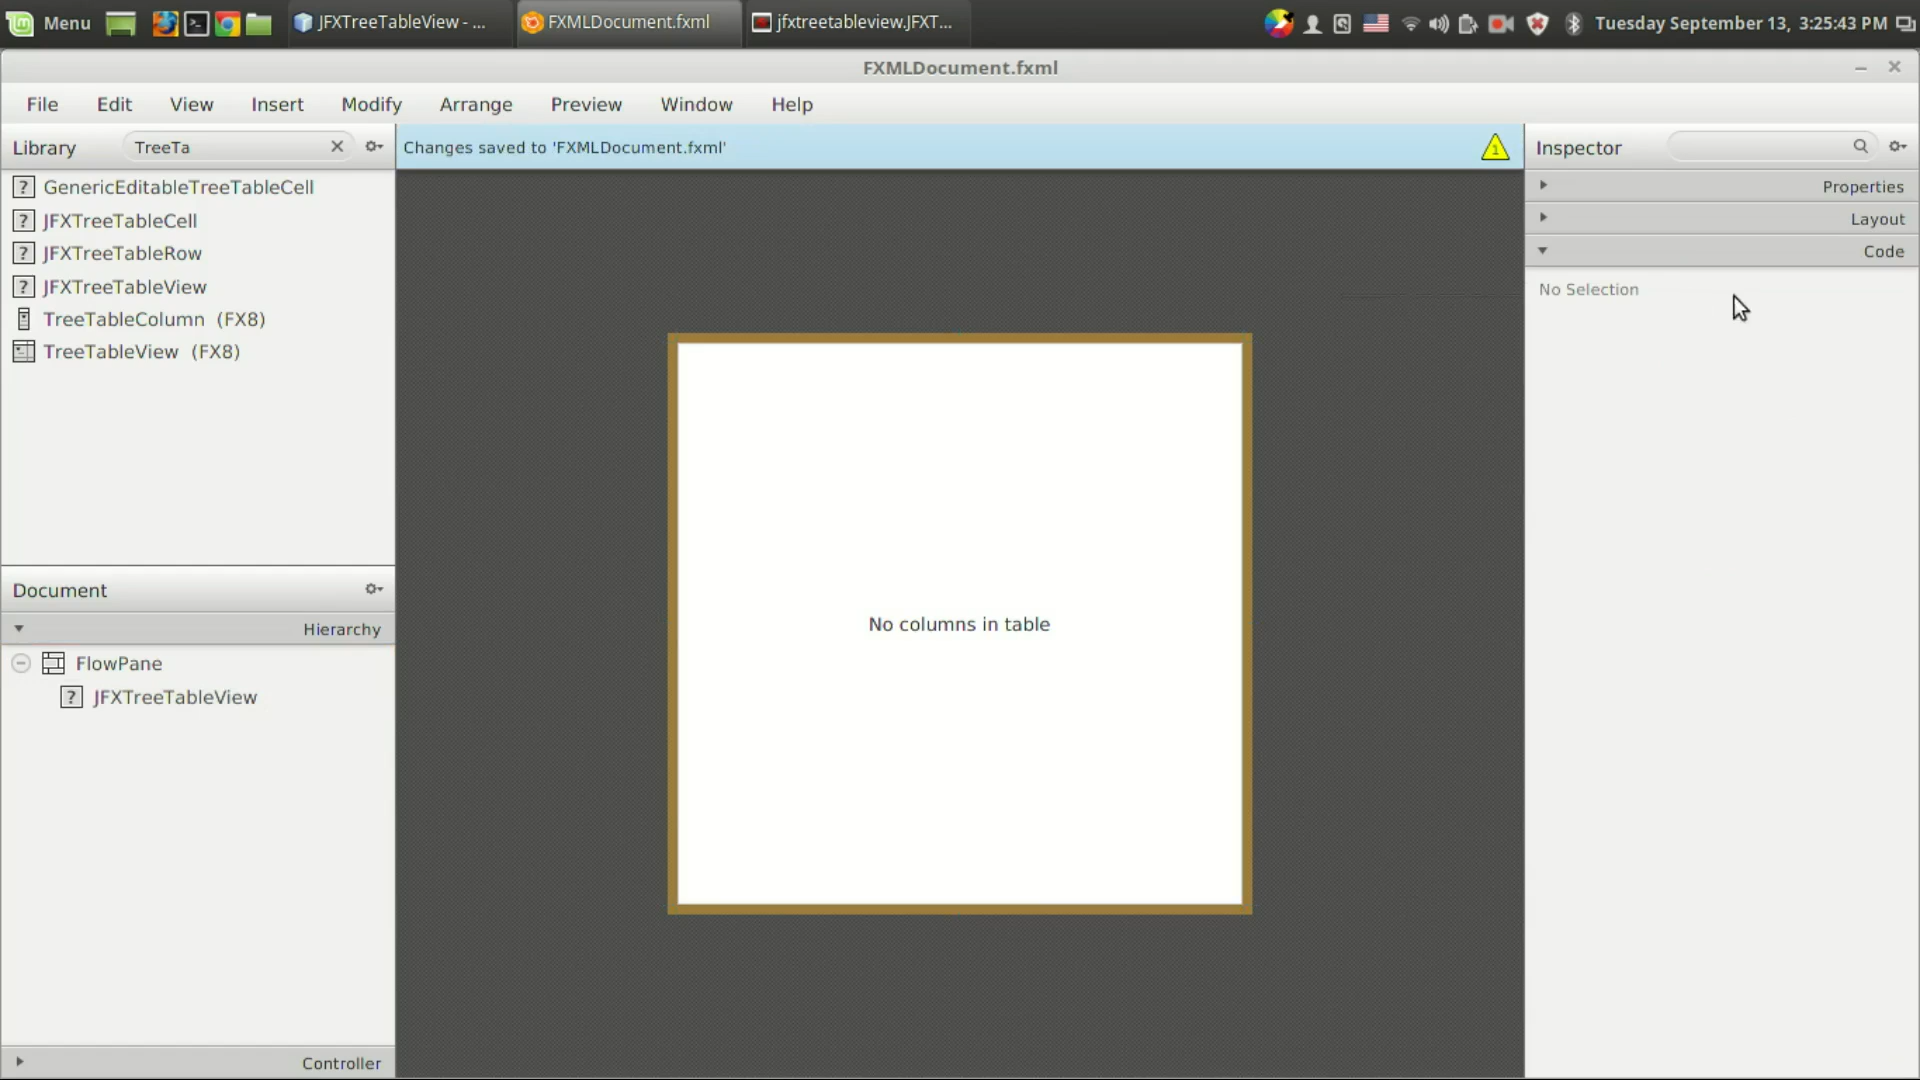 Menu
JFXTreeTableView - ...
FXMLDocument.fxml
jfxtreetableview.JFXT...
Tuesday September 13, 3:25:43 PM
FXMLDocument.fxml
File Edit View Insert Modify Arrange Preview Window Help
Library
TreeTa
Changes saved to 'FXMLDocument.fxml'
1
Inspector
GenericEditableTreeTableCell
JFXTreeTableCell
JFXTreeTableRow
JFXTreeTableView
TreeTableColumn (FX8)
TreeTableView (FX8)
Properties
Layout
Code
No Selection
No columns in table
Document
Hierarchy
FlowPane
JFXTreeTableView
Controller